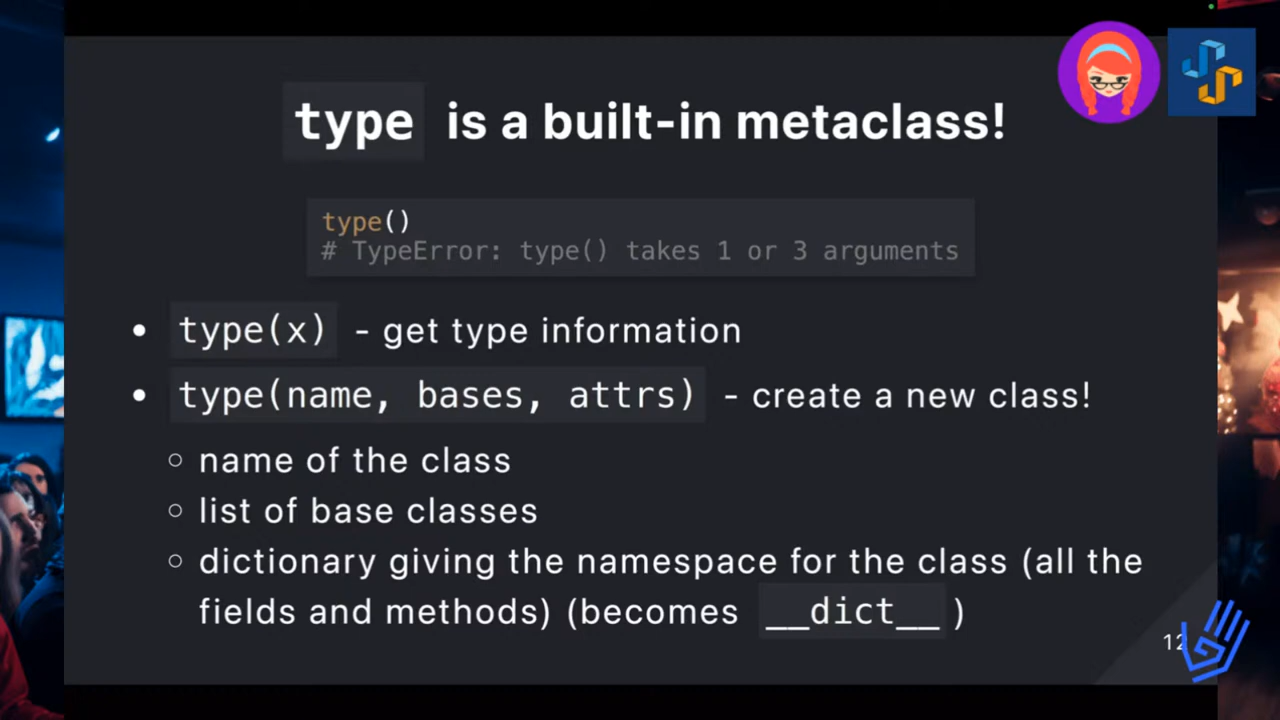 type is a built-in metaclass!
type()
# TypeError: type() takes 1 or 3 arguments
• type(x) - get type information
• type(name, bases, attrs) - create a new class!
○ name of the class
○ list of base classes
○ dictionary giving the namespace for the class (all the
fields and methods) (becomes __dict__ )
12